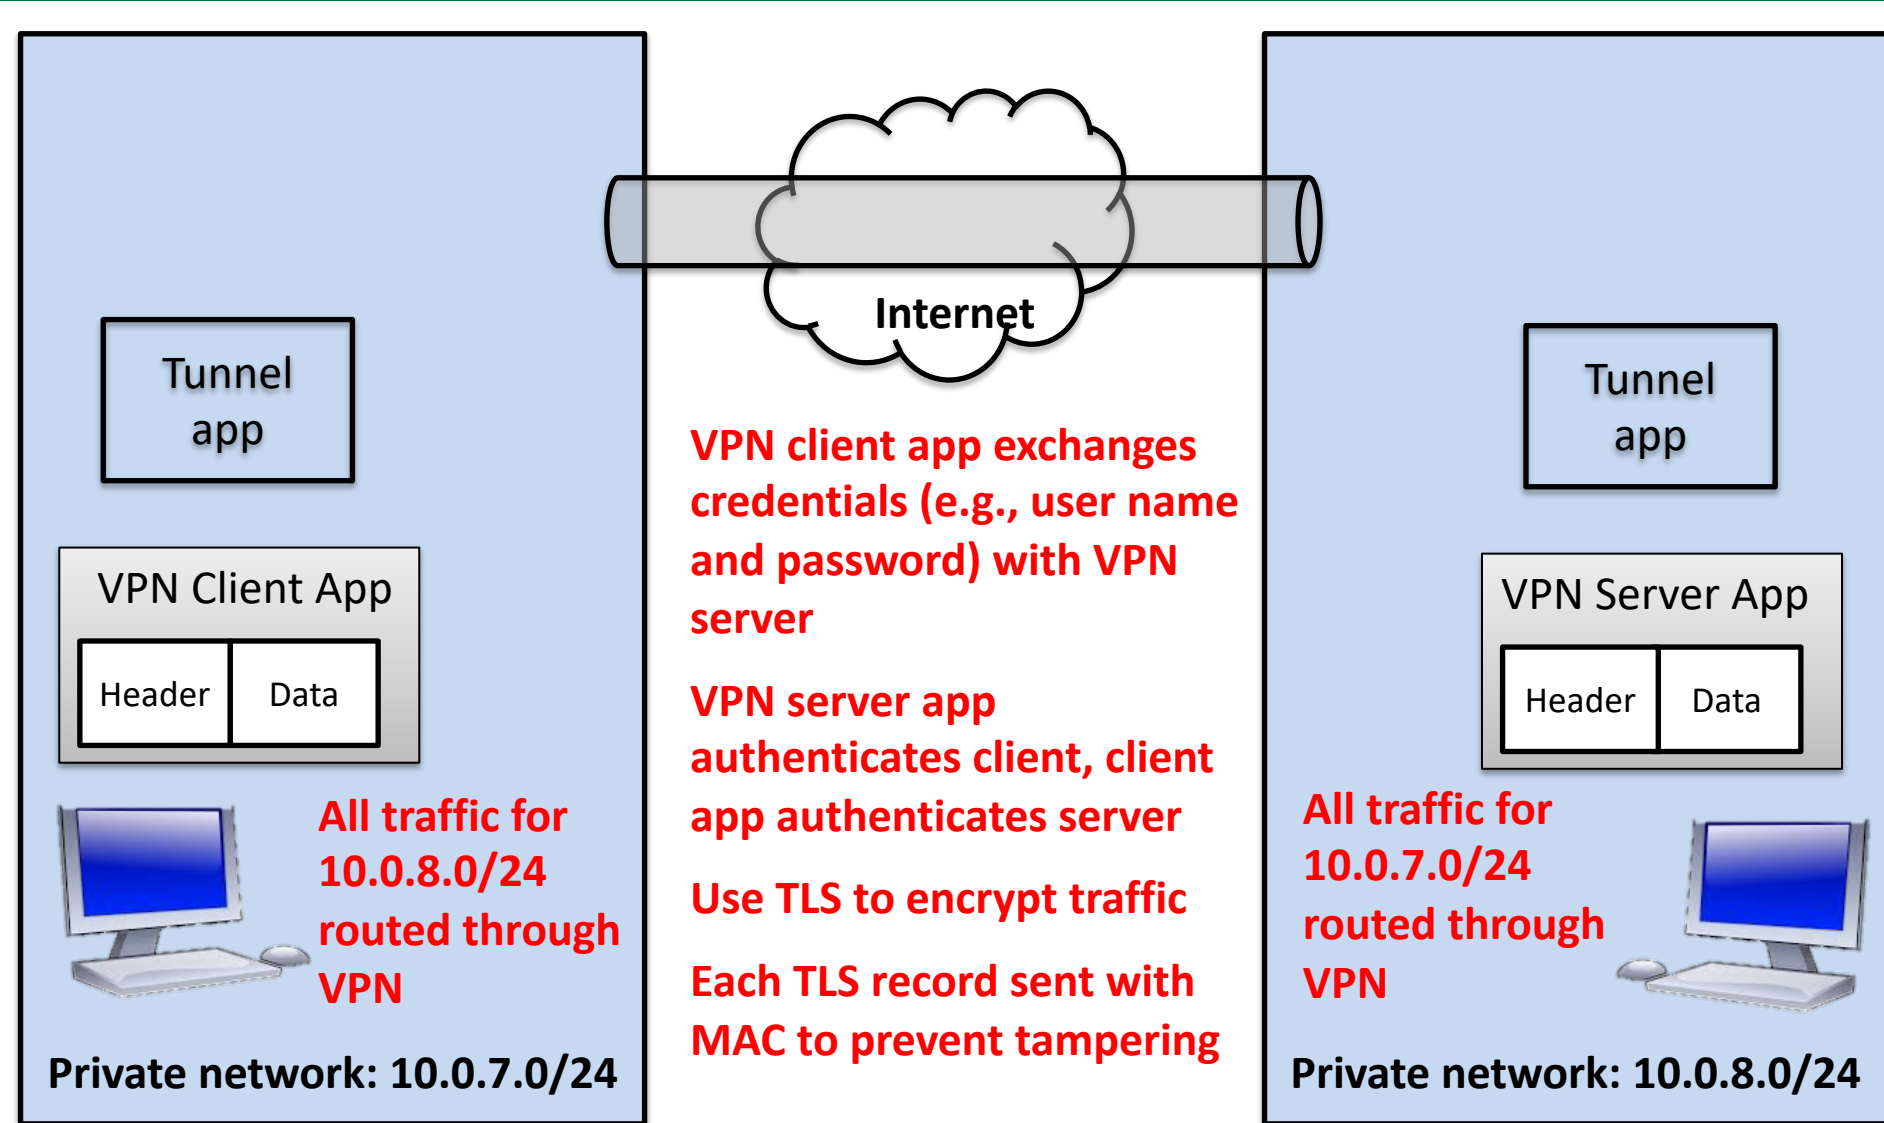 Internet
Tunnel
app
VPN Client App
Header
Data
All traffic for
10.0.8.0/24
routed through
VPN
Private network: 10.0.7.0/24
VPN client app exchanges
credentials (e.g., user name
and password) with VPN
server
VPN server app
authenticates client, client
app authenticates server
Use TLS to encrypt traffic
Each TLS record sent with
MAC to prevent tampering
Tunnel
app
VPN Server App
Header
Data
All traffic for
10.0.7.0/24
routed through
VPN
Private network: 10.0.8.0/24